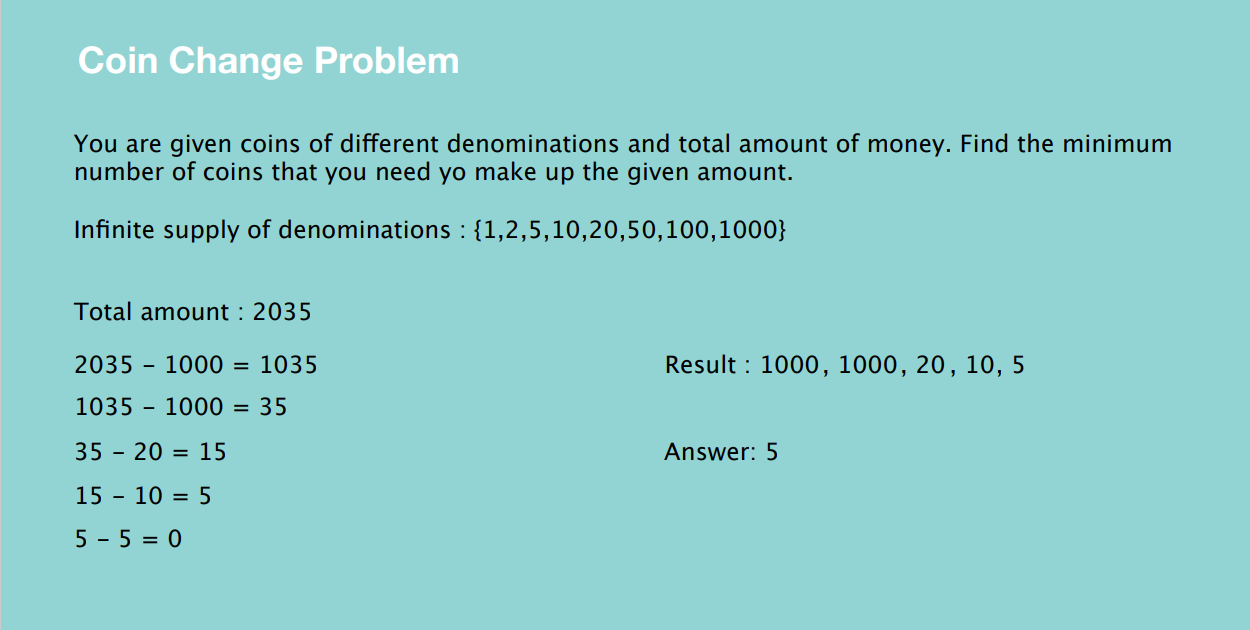 Coin Change Problem
You are given coins of different denominations and total amount of money. Find the minimum
number of coins that you need yo make up the given amount.
Infinite supply of denominations : {1,2,5,10,20,50,100,1000}
Total amount : 2035
2035 – 1000 = 1035
1035 – 1000 = 35
35 – 20 = 15
15 – 10 = 5
5 – 5 = 0
Result : 1000, 1000, 20, 10, 5
Answer: 5